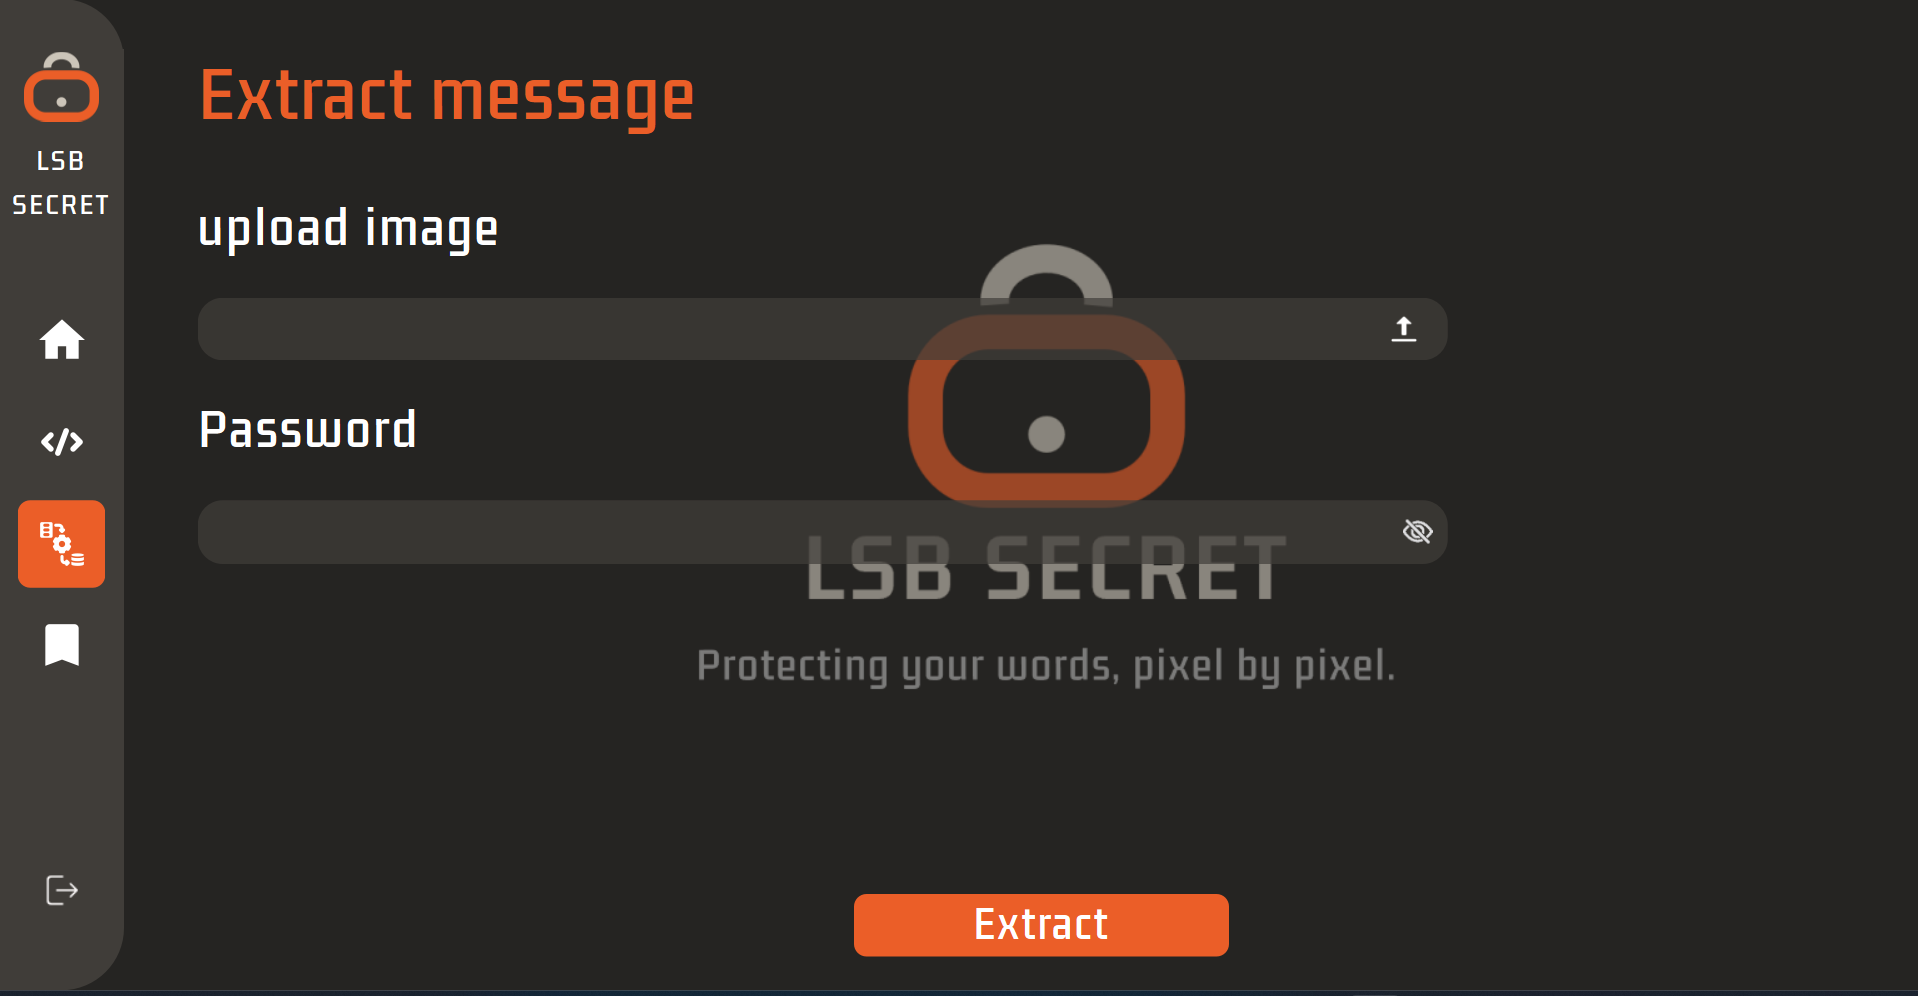 LSB
SECRET
Extract message
upload image
Password
LSB SECRET
Protecting your words, pixel by pixel.
Extract